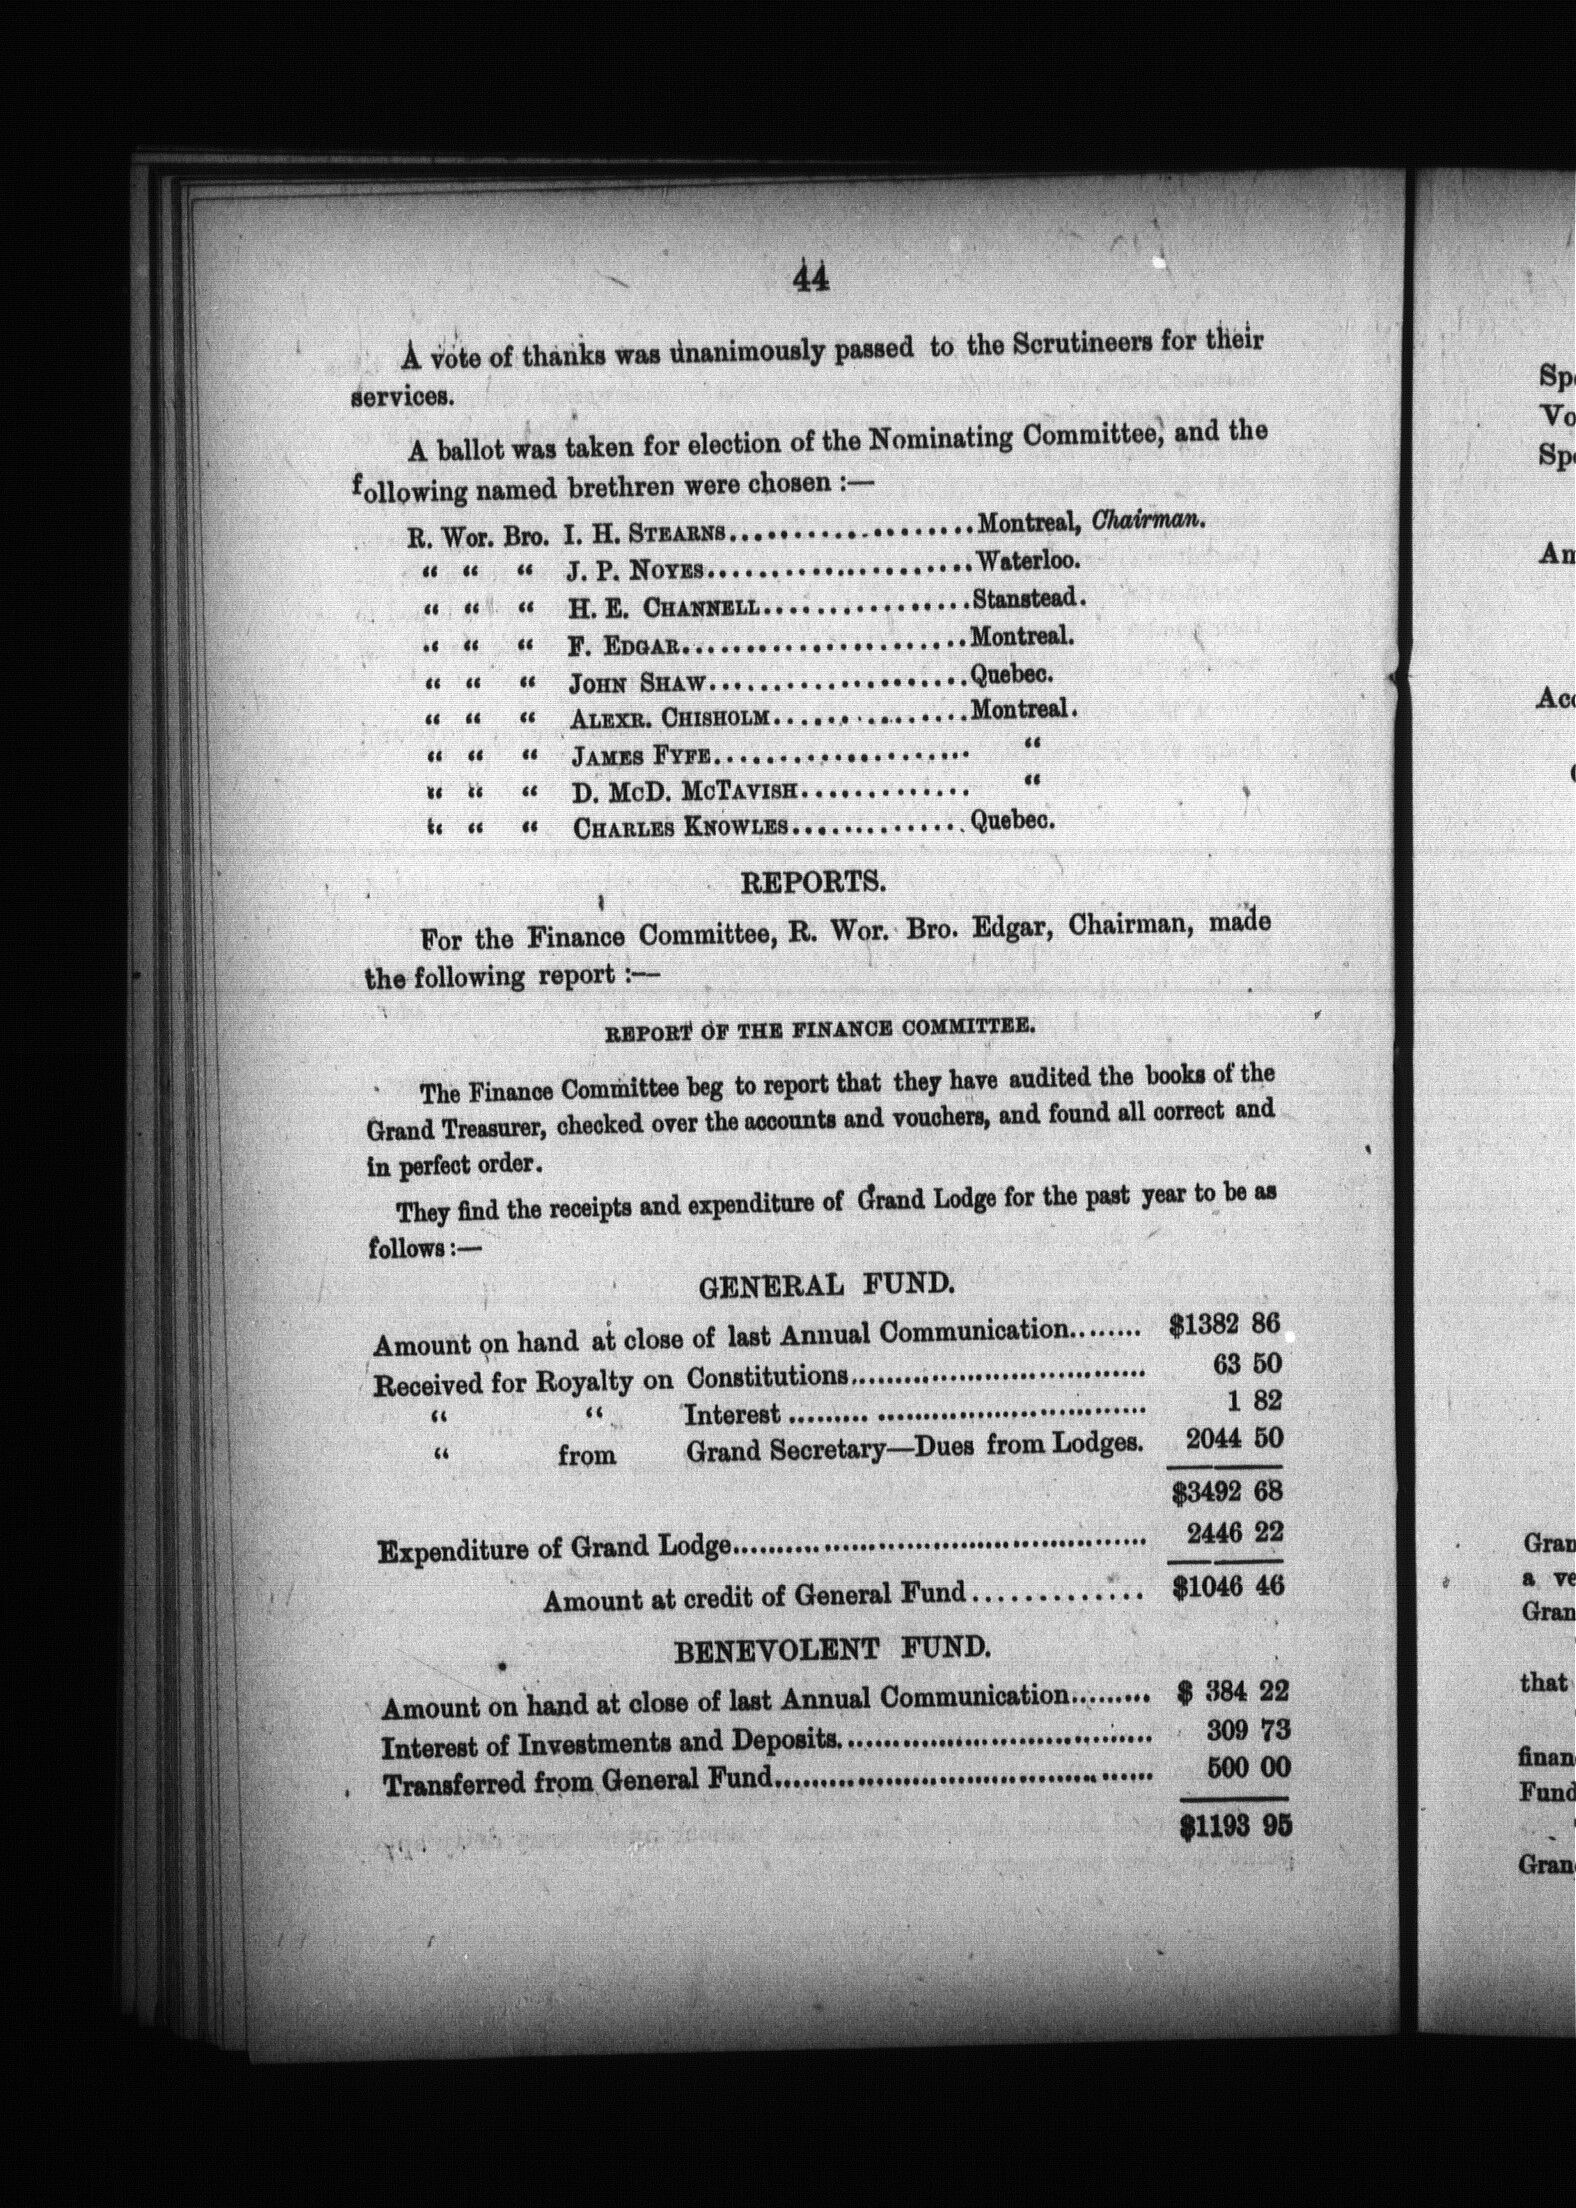 44
A vote of thanks was unanimously passed to the Scrutineers for their
services.
A ballot was taken for election of the Nominating Committee, and the
following named brethren were chosen :—
R. Wor. Bro. I. H. STEARNS....................Montreal, Chairman.
“ “ “ J. P. NOYES.....................Waterloo.
“ “ “ H. E. CHANNELL................Stanstead.
“ “ “ F. EDGAR......................Montreal.
“ “ “ JOHN SHAW....................Quebec.
“ “ “ ALEXR. CHISHOLM...............Montreal.
“ “ “ JAMES FYFE.................... “
“ “ “ D. McD. McTAVISH............. “
“ “ “ CHARLES KNOWLES..............Quebec.
REPORTS.
For the Finance Committee, R. Wor. Bro. Edgar, Chairman, made
the following report :—
REPORT OF THE FINANCE COMMITTEE.
The Finance Committee beg to report that they have audited the books of the
Grand Treasurer, checked over the accounts and vouchers, and found all correct and
in perfect order.
They find the receipts and expenditure of Grand Lodge for the past year to be as
follows :—
GENERAL FUND.
Amount on hand at close of last Annual Communication........ $1382 86
Received for Royalty on Constitutions................................. 63 50
“ “ Interest ....................................... 1 82
“ from Grand Secretary—Dues from Lodges. 2044 50
$3492 68
Expenditure of Grand Lodge............................................... 2446 22
Amount at credit of General Fund............. $1046 46
BENEVOLENT FUND.
Amount on hand at close of last Annual Communication......... $ 384 22
Interest of Investments and Deposits................................... 309 73
Transferred from General Fund.......................................... 500 00
$1193 95
Acc
Gran
a ve
Gran
that
finan
Fund
Gran